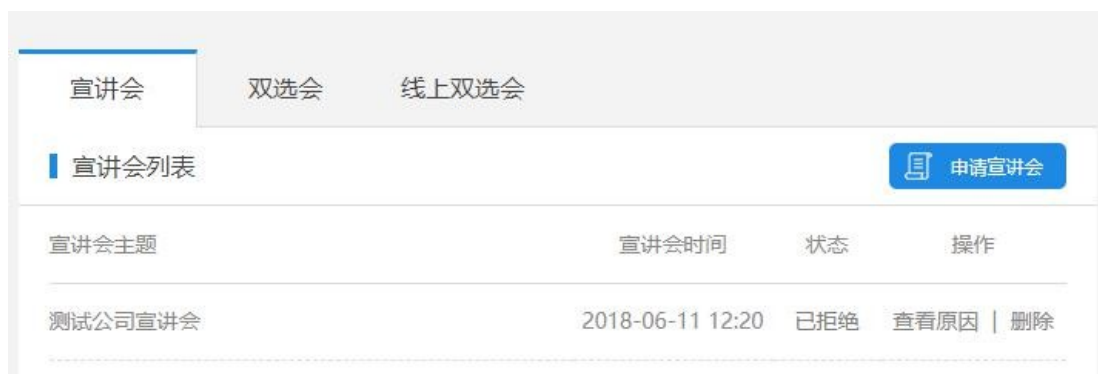 宣讲会 双选会 线上双选会
宣讲会列表 申请宣讲会
宣讲会主题 宣讲会时间 状态 操作
测试公司宣讲会 2018-06-11 12:20 已拒绝 查看原因 | 删除